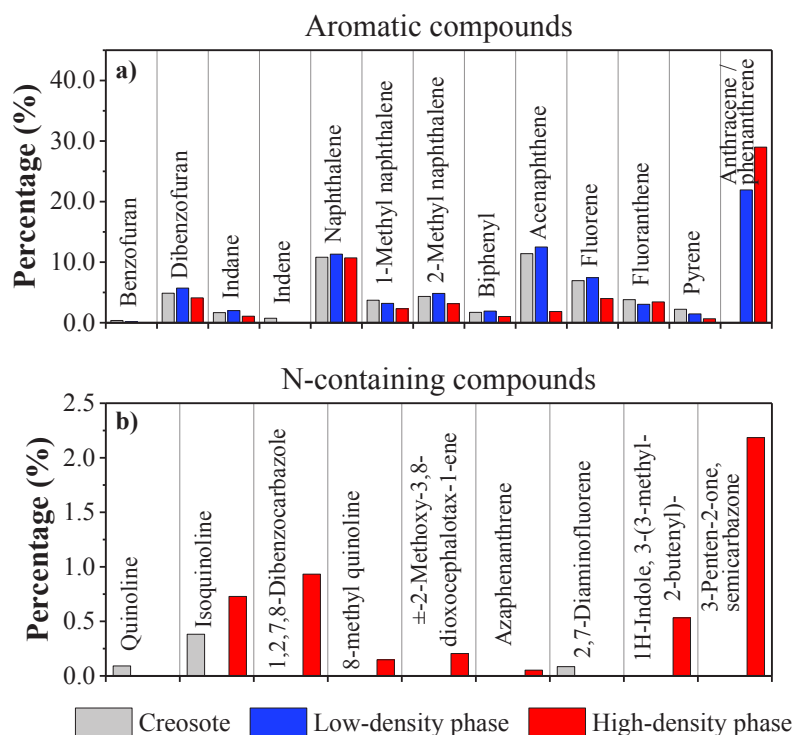 Aromatic compounds
a)
Percentage (%)
40.0
30.0
20.0
10.0
0.0
Benzofuran
Dibenzofuran
Indane
Indene
Naphthalene
1-Methyl naphthalene
2-Methyl naphthalene
Biphenyl
Acenaphthene
Fluorene
Fluoranthene
Pyrene
Anthracene /
phenanthrene
N-containing compounds
b)
Percentage (%)
2.5
2.0
1.5
1.0
0.5
0.0
Quinoline
Isoquinoline
1,2,7,8-Dibenzocarbazole
8-methyl quinoline
±-2-Methoxy-3,8-
dioxocephalotax-1-ene
Azaphenanthrene
2,7-Diaminofluorene
1H-Indole, 3-(3-methyl-
2-butenyl)-
3-Penten-2-one,
semicarbazone
Creosote
Low-density phase
High-density phase